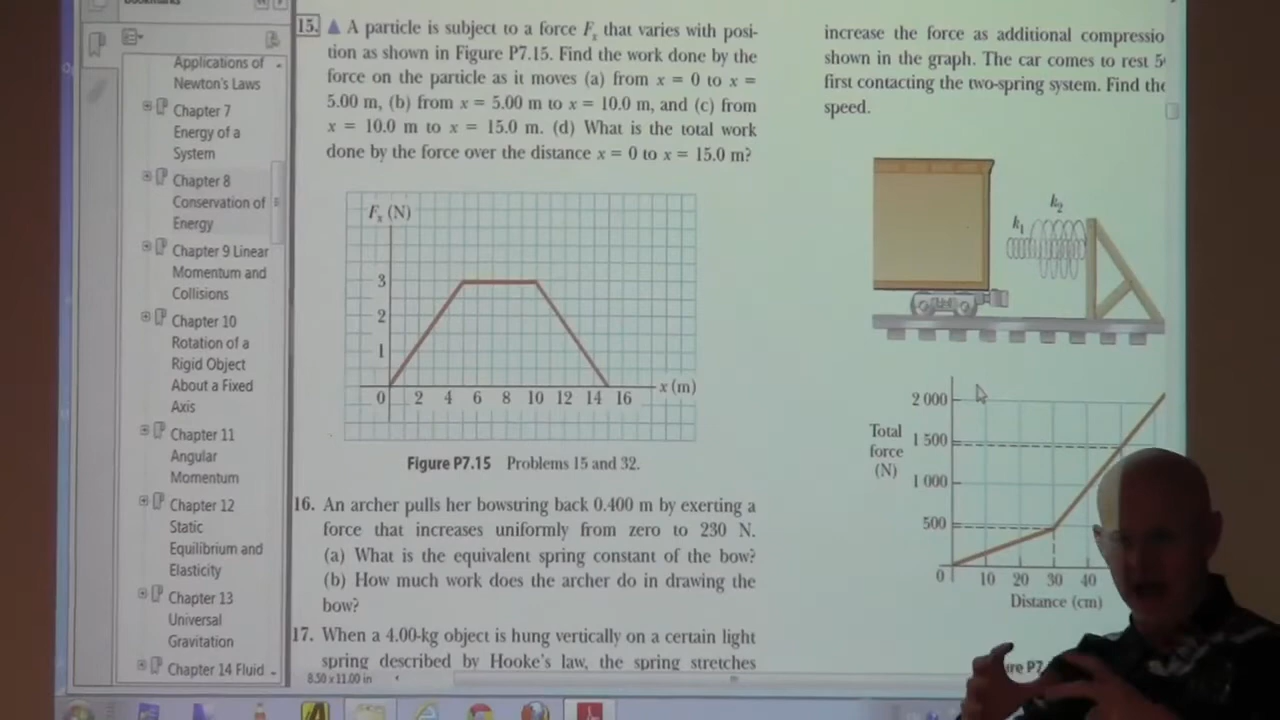 Applications of
Newton's Laws
Chapter 7
Energy of a
System
Chapter 8
Conservation of
Energy
Chapter 9 Linear
Momentum and
Collisions
Chapter 10
Rotation of a
Rigid Object
About a Fixed
Axis
Chapter 11
Angular
Momentum
Chapter 12
Static
Equilibrium and
Elasticity
Chapter 13
Universal
Gravitation
Chapter 14 Fluid
15. ▲ A particle is subject to a force Fx that varies with posi-
tion as shown in Figure P7.15. Find the work done by the
force on the particle as it moves (a) from x = 0 to x =
5.00 m, (b) from x = 5.00 m to x = 10.0 m, and (c) from
x = 10.0 m to x = 15.0 m. (d) What is the total work
done by the force over the distance x = 0 to x = 15.0 m?
Fx (N)
3
2
1
0 2 4 6 8 10 12 14 16 x (m)
Figure P7.15 Problems 15 and 32.
16. An archer pulls her bowstring back 0.400 m by exerting a
force that increases uniformly from zero to 230 N.
(a) What is the equivalent spring constant of the bow?
(b) How much work does the archer do in drawing the
bow?
17. When a 4.00-kg object is hung vertically on a certain light
spring described by Hooke's law, the spring stretches
8.50 x 11.00 in
increase the force as additional
shown in the graph. The car comes to rest
first contacting the two-spring system. Find
speed.
k2
k1
2 000
Total
force
(N)
1 500
1 000
500
0 10 20 30 40
Distance (cm)